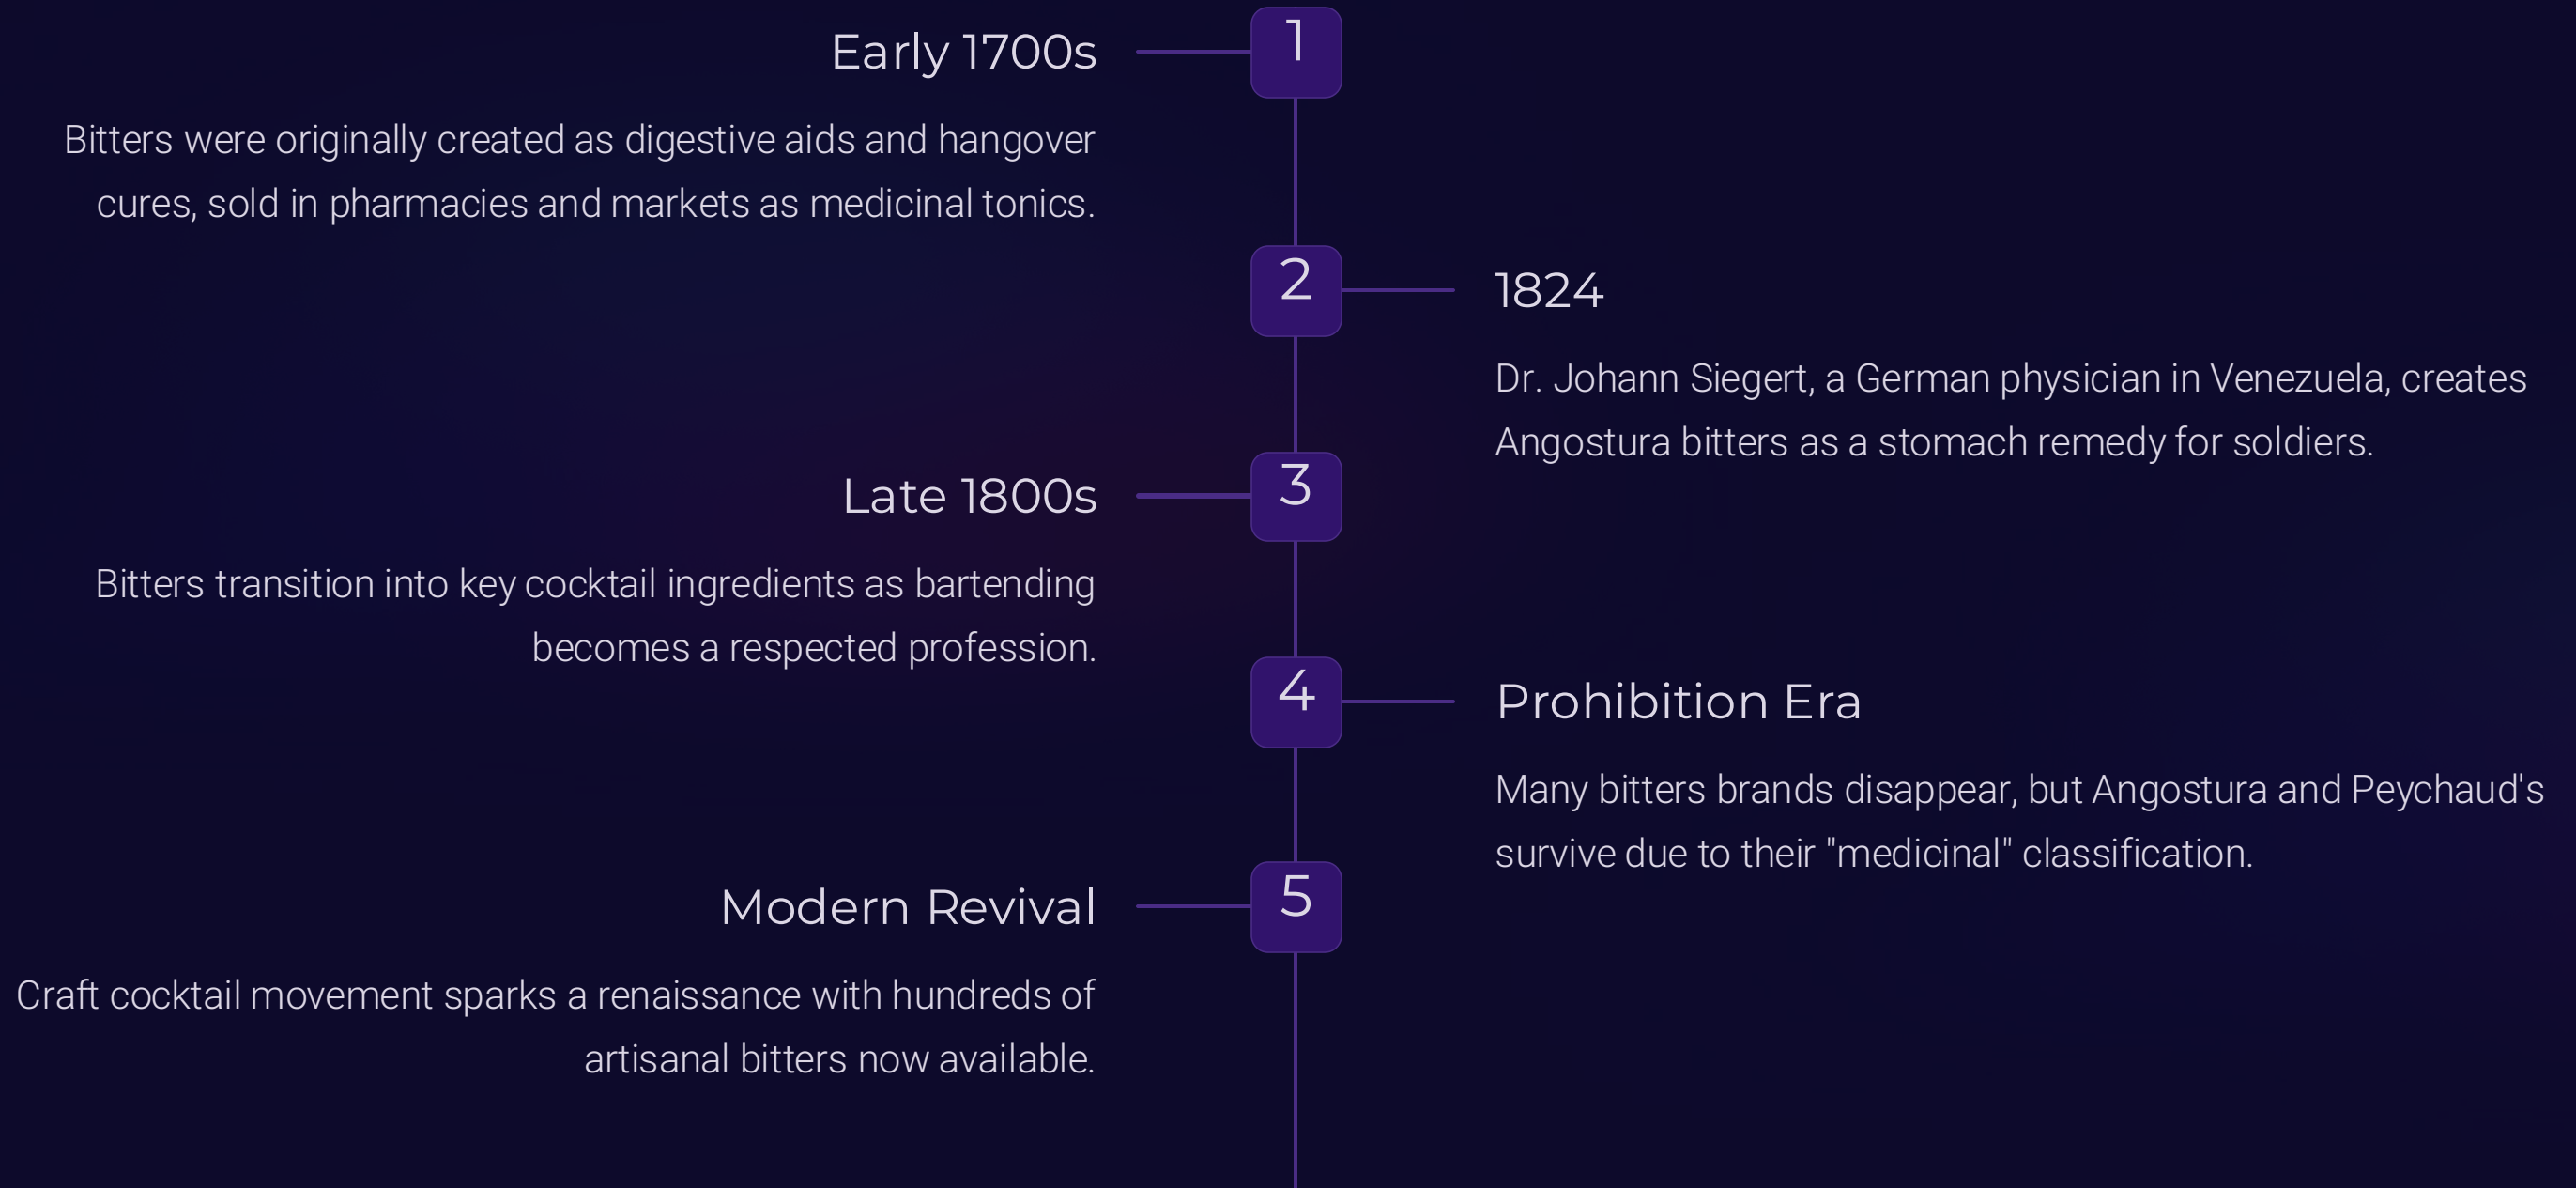 1
Early 1700s
Bitters were originally created as digestive aids and hangover
cures, sold in pharmacies and markets as medicinal tonics.
2
1824
Dr. Johann Siegert, a German physician in Venezuela, creates
Angostura bitters as a stomach remedy for soldiers.
3
Late 1800s
Bitters transition into key cocktail ingredients as bartending
becomes a respected profession.
4
Prohibition Era
Many bitters brands disappear, but Angostura and Peychaud's
survive due to their "medicinal" classification.
5
Modern Revival
Craft cocktail movement sparks a renaissance with hundreds of
artisanal bitters now available.